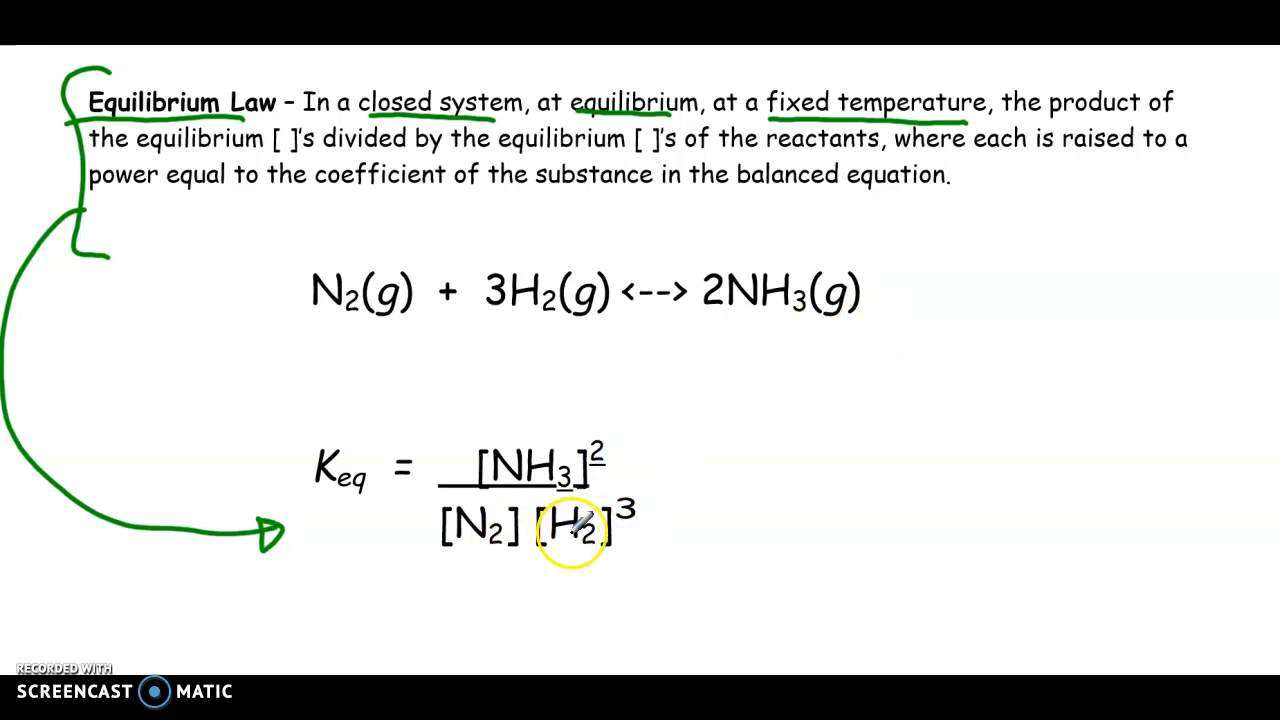 Equilibrium Law – In a closed system, at equilibrium, at a fixed temperature, the product of
the equilibrium [ ]'s divided by the equilibrium [ ]'s of the reactants, where each is raised to a
power equal to the coefficient of the substance in the balanced equation.
N₂(g) + 3H₂(g) <--> 2NH₃(g)
[NH₃]²
Keq =
[N₂] [H₂]³
RECORDED WITH
SCREENCAST MATIC